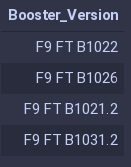 Booster_Version
F9 FT B1022
F9 FT B1026
F9 FT B1021.2
F9 FT B1031.2